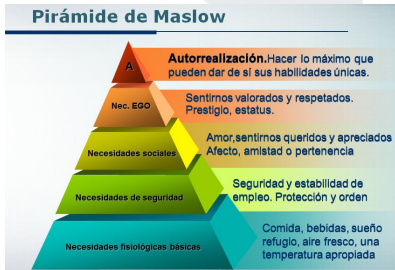 Pirámide de Maslow
A
Autorrealización.Hacer lo máximo que
pueden dar de sí sus habilidades únicas.
Nec. EGO
Sentirnos valorados y respetados.
Prestigio, estatus.
Necesidades sociales
Amor,sentirnos queridos y apreciados
Afecto, amistad o pertenencia
Necesidades de seguridad
Seguridad y estabilidad de
empleo. Protección y orden
Necesidades fisiológicas básicas
Comida, bebidas, sueño
refugio, aire fresco, una
temperatura apropiada